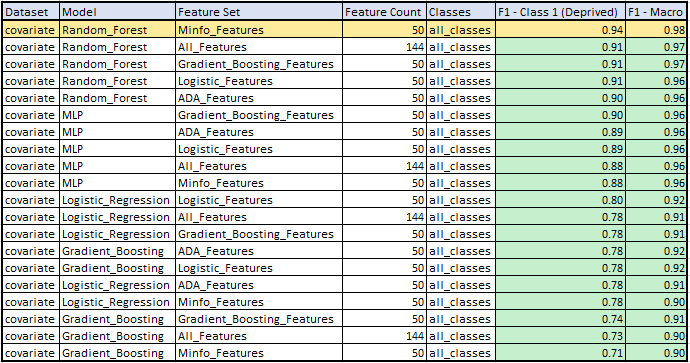 Dataset Model Feature Set Feature Count Classes F1 - Class 1 (Deprived) F1 - Macro
covariate Random_Forest Minfo_Features 50 all_classes 0.94 0.98
covariate Random_Forest All_Features 144 all_classes 0.91 0.97
covariate Random_Forest Gradient_Boosting_Features 50 all_classes 0.91 0.97
covariate Random_Forest Logistic_Features 50 all_classes 0.91 0.96
covariate Random_Forest ADA_Features 50 all_classes 0.90 0.96
covariate MLP Gradient_Boosting_Features 50 all_classes 0.90 0.96
covariate MLP ADA_Features 50 all_classes 0.89 0.96
covariate MLP Logistic_Features 50 all_classes 0.89 0.96
covariate MLP All_Features 144 all_classes 0.88 0.96
covariate MLP Minfo_Features 50 all_classes 0.88 0.96
covariate Logistic_Regression Logistic_Features 50 all_classes 0.80 0.92
covariate Logistic_Regression All_Features 144 all_classes 0.78 0.91
covariate Logistic_Regression Gradient_Boosting_Features 50 all_classes 0.78 0.91
covariate Gradient_Boosting ADA_Features 50 all_classes 0.78 0.92
covariate Gradient_Boosting Logistic_Features 50 all_classes 0.78 0.92
covariate Logistic_Regression ADA_Features 50 all_classes 0.78 0.91
covariate Logistic_Regression Minfo_Features 50 all_classes 0.78 0.90
covariate Gradient_Boosting Gradient_Boosting_Features 50 all_classes 0.74 0.91
covariate Gradient_Boosting All_Features 144 all_classes 0.73 0.90
covariate Gradient_Boosting Minfo_Features 50 all_classes 0.71 0.90